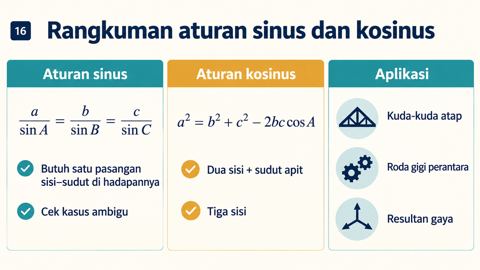 16
Rangkuman aturan sinus dan kosinus
Aturan sinus
a/sin A = b/sin B = c/sin C
Butuh satu pasangan
sisi–sudut di hadapannya
Cek kasus ambigu
Aturan kosinus
a² = b² + c² − 2bc cos A
Dua sisi + sudut apit
Tiga sisi
Aplikasi
Kuda-kuda atap
Roda gigi perantara
Resultan gaya